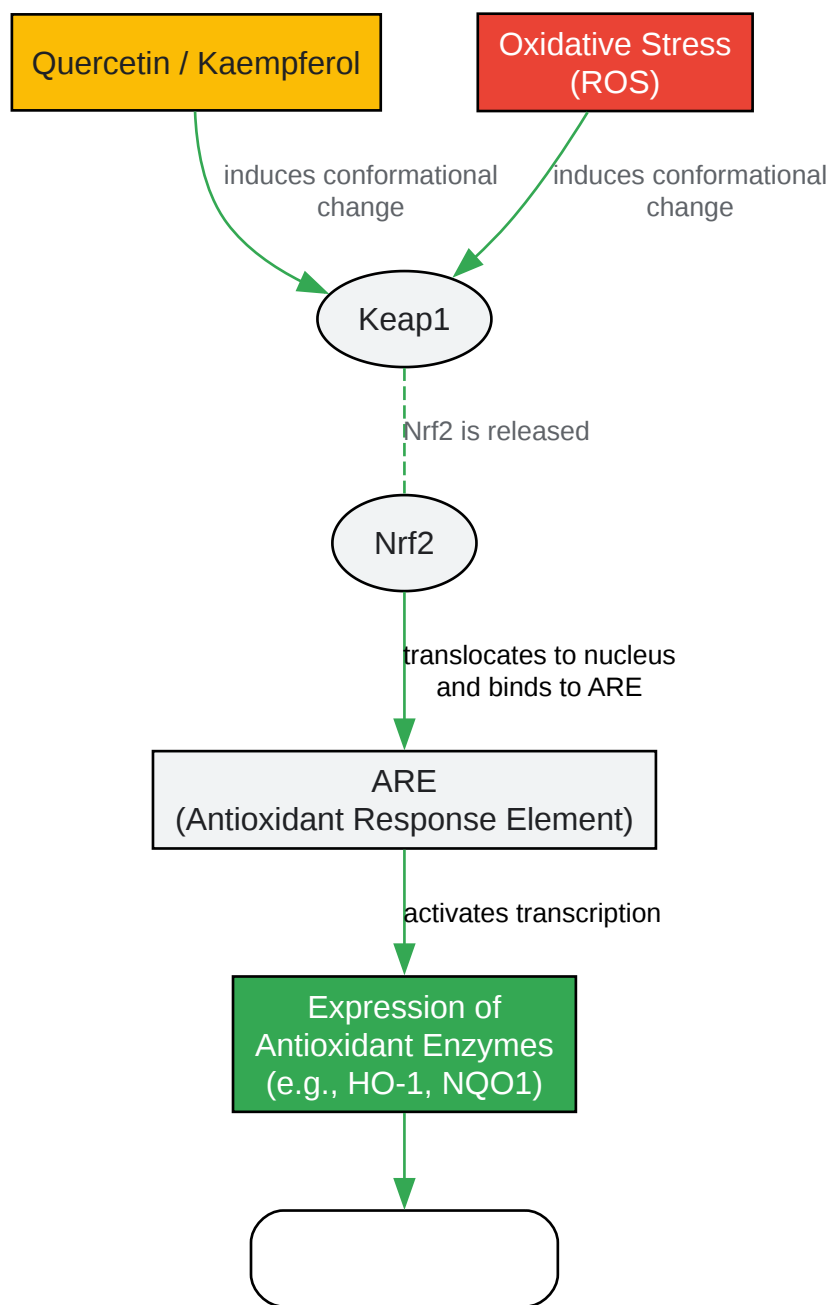 Quercetin / Kaempferol
Oxidative Stress
(ROS)
induces conformational
change
induces conformational
change
Keap1
Nrf2 is released
Nrf2
translocates to nucleus
and binds to ARE
ARE
(Antioxidant Response Element)
activates transcription
Expression of
Antioxidant Enzymes
(e.g., HO-1, NQO1)